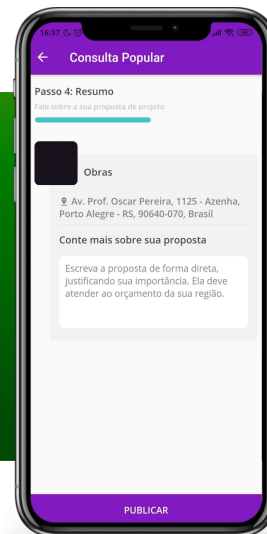 16:37
Consulta Popular
Passo 4: Resumo
Fale sobre a sua proposta de projeto
Obras
Av. Prof. Oscar Pereira, 1125 - Azenha,
Porto Alegre - RS, 90640-070, Brasil
Conte mais sobre sua proposta
Escreva a proposta de forma direta,
justificando sua importância. Ela deve
atender ao orçamento da sua região.
PUBLICAR